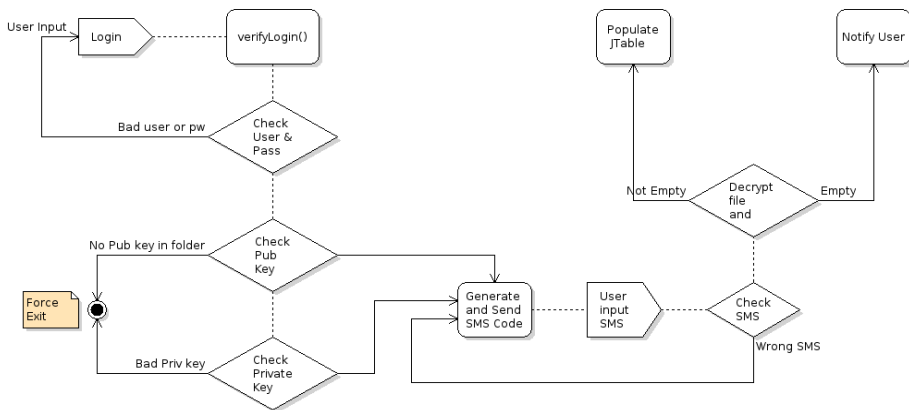 User Input
Login
verifyLogin()
Populate
JTable
Notify User
Bad user or pw
Check
User &
Pass
Not Empty
Decrypt
file
and
Empty
No Pub key in folder
Check
Pub
Key
Force
Exit
Generate
and Send
SMS Code
User
input
SMS
Check
SMS
Wrong SMS
Bad Priv key
Check
Private
Key